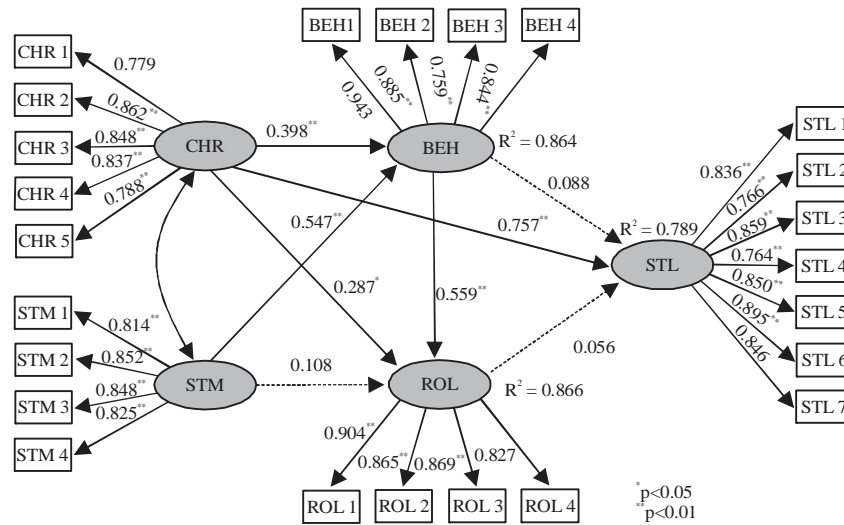 BEH1
BEH 2
BEH 3
BEH 4
CHR 1
CHR 2
CHR 3
CHR 4
CHR 5
0.779
0.862**
0.848**
0.837**
0.788**
0.943
0.885**
0.759**
0.844**
CHR
0.398**
BEH
R² = 0.864
0.088
0.547**
0.757**
R² = 0.789
STL
STL 1
STL 2
STL 3
STL 4
STL 5
STL 6
STL 7
0.836**
0.766**
0.859**
0.764**
0.850**
0.895**
0.846
0.287*
0.559**
0.056
STM 1
STM 2
STM 3
STM 4
0.814**
0.852**
0.848**
0.825**
STM
0.108
ROL
R² = 0.866
0.904**
0.865**
0.869**
0.827
ROL 1
ROL 2
ROL 3
ROL 4
*p<0.05
**p<0.01